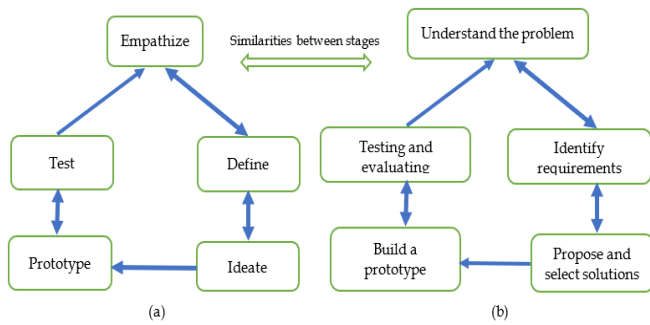 Empathize
Similarities between stages
Understand the problem
Test
Define
Testing and
evaluating
Identify
requirements
Prototype
Ideate
Build a
prototype
Propose and
select solutions
(a)
(b)